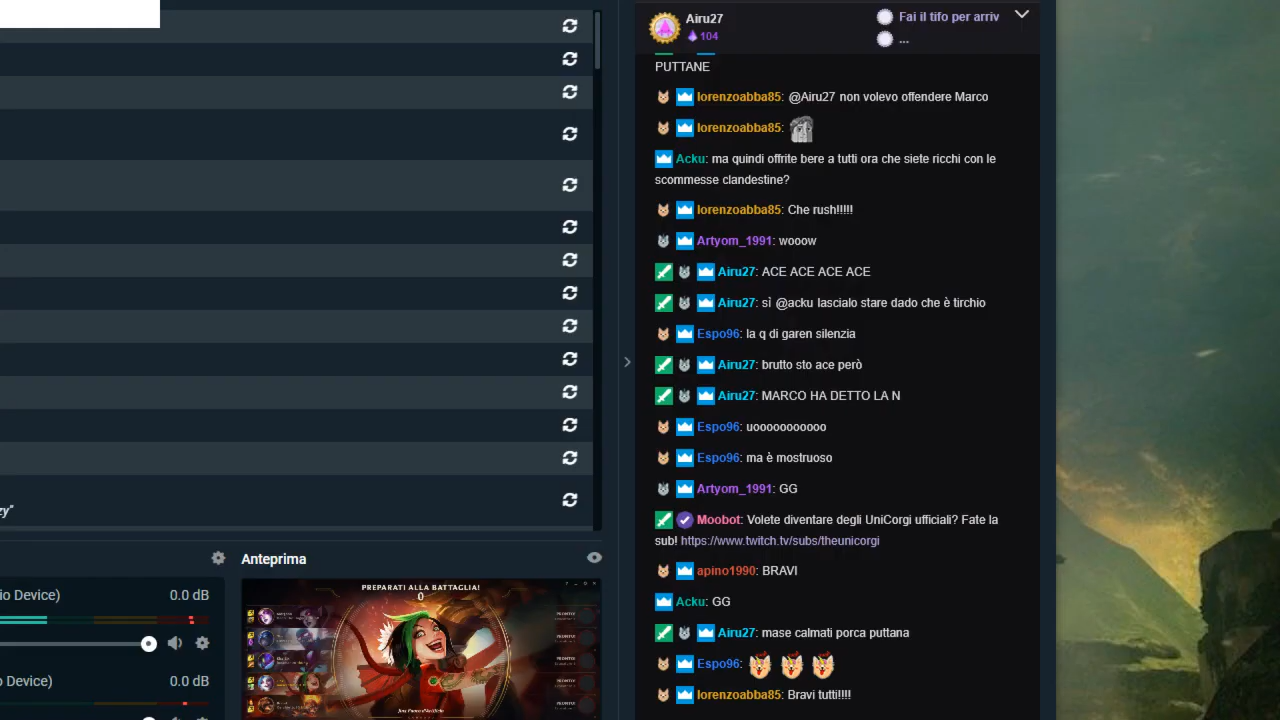 Airu27
104
Fai il tifo per arriv
...
PUTTANE
lorenzoabba85: @Airu27 non volevo offendere Marco
lorenzoabba85:
Acku: ma quindi offrite bere a tutti ora che siete ricchi con le
scommesse clandestine?
lorenzoabba85: Che rush!!!!!
Artyom_1991: wooow
Airu27: ACE ACE ACE ACE
Airu27: sì @acku lascialo stare dado che è tirchio
Espo96: la q di garen silenzia
Airu27: brutto sto ace però
Airu27: MARCO HA DETTO LA N
Espo96: uooooooooooo
Espo96: ma è mostruoso
Artyom_1991: GG
Moobot: Volete diventare degli UniCorgi ufficiali? Fate la
sub! https://www.twitch.tv/subs/theunicorgi
apino1990: BRAVI
Acku: GG
Airu27: mase calmati porca puttana
Espo96:
lorenzoabba85: Bravi tutti!!!!
zy"
io Device) 0.0 dB
o Device) 0.0 dB
Anteprima
PREPARATI ALLA BATTAGLIA!
0